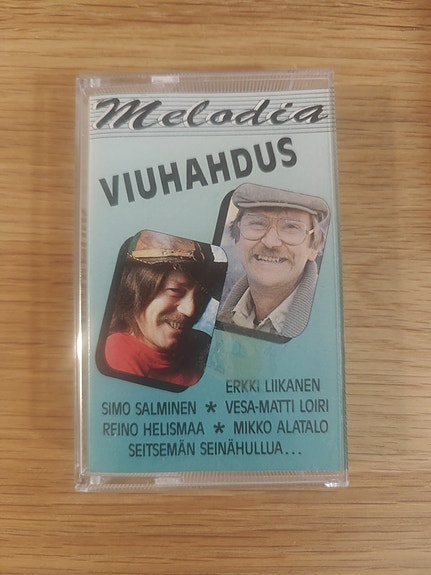 Melodia
VIUHAHDUS
ERKKI LIIKANEN
SIMO SALMINEN * VESA-MATTI LOIRI
REINO HELISMAA * MIKKO ALATALO
SEITSEMÄN SEINÄHULLUA...